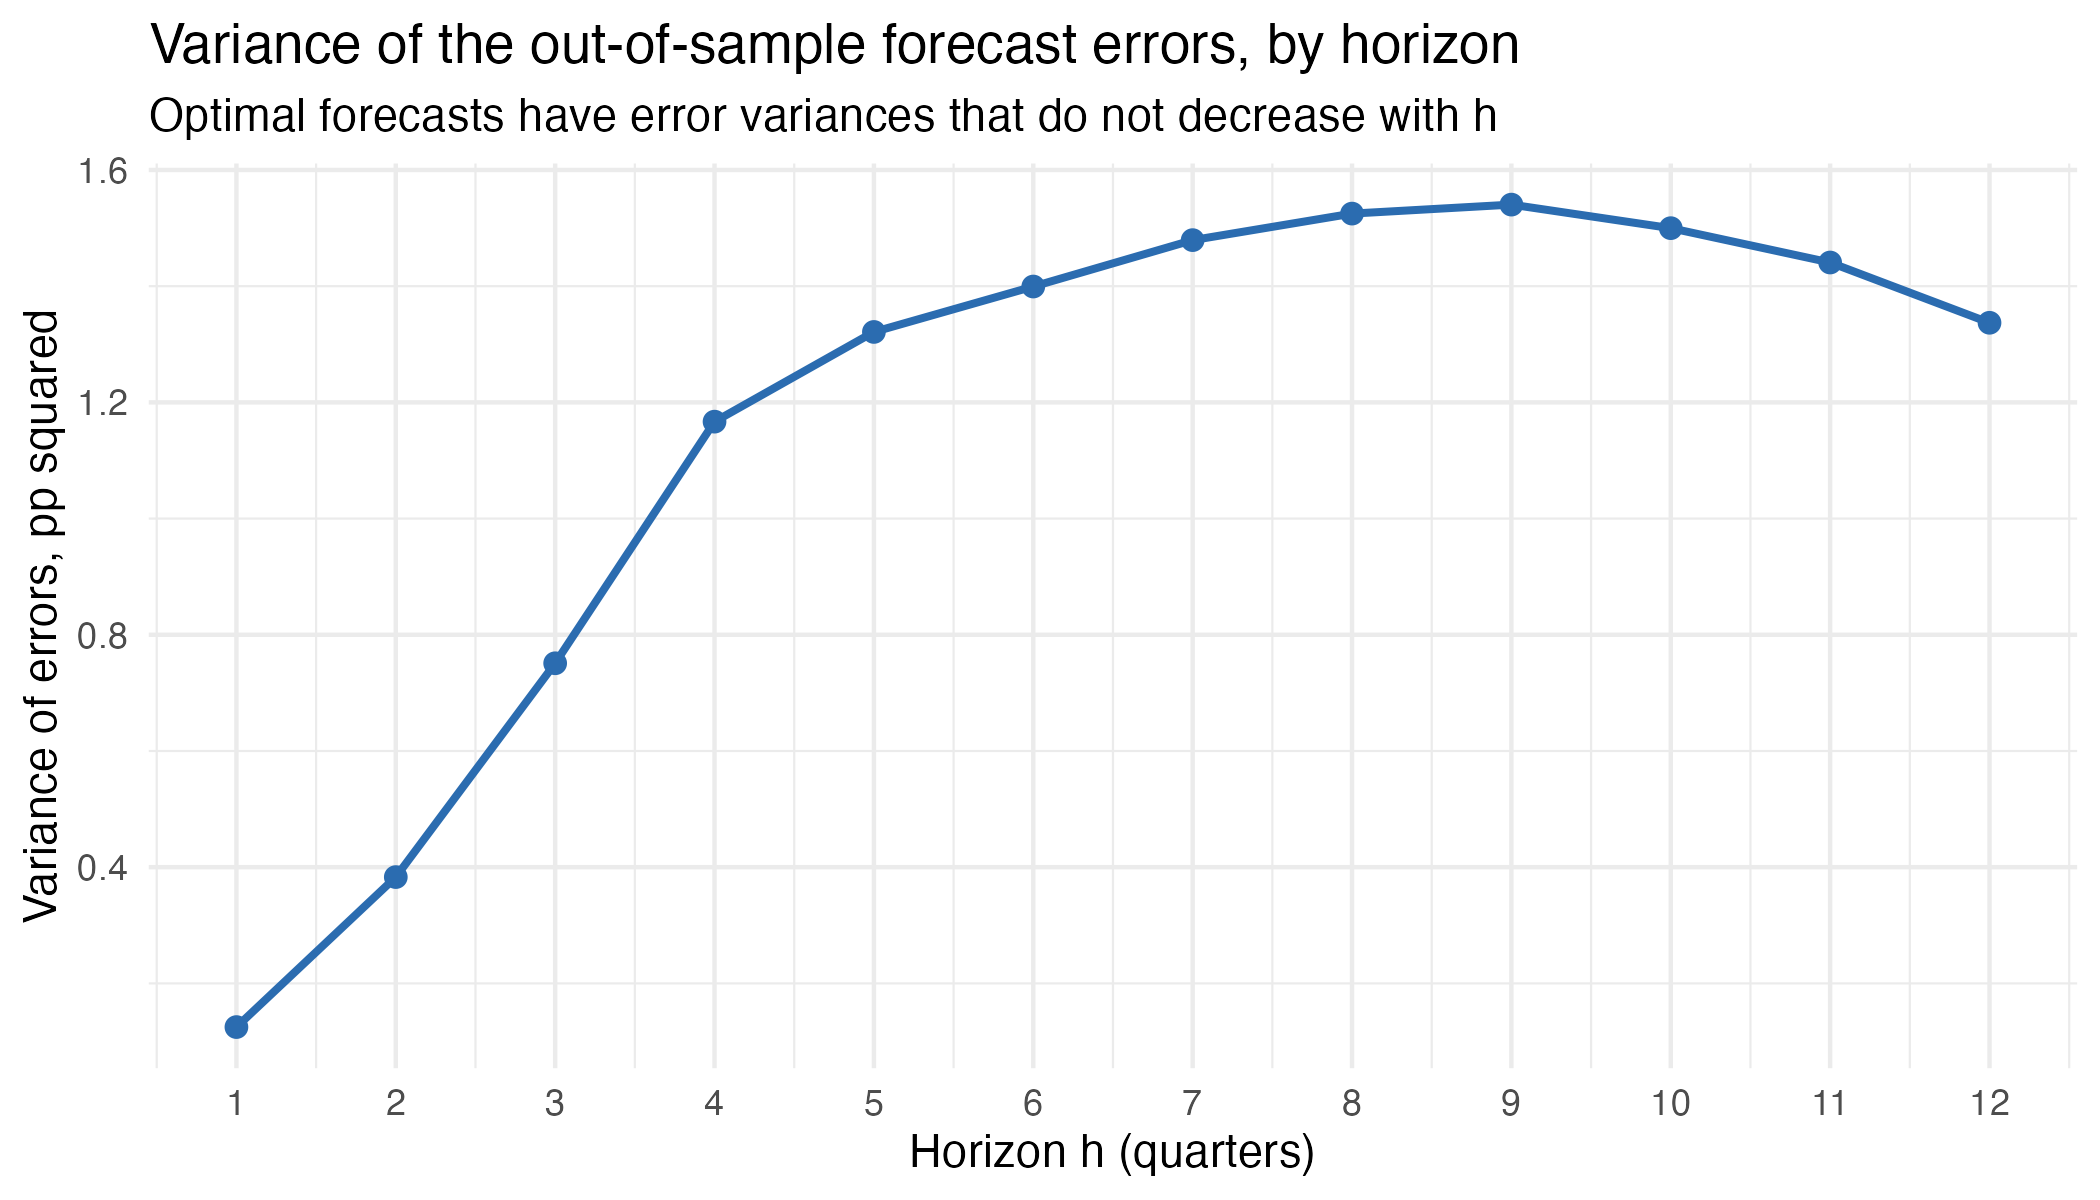 Variance of the out-of-sample forecast errors, by horizon
Optimal forecasts have error variances that do not decrease with h
Variance of errors, pp squared
1.6
1.2
0.8
0.4
1 2 3 4 5 6 7 8 9 10 11 12
Horizon h (quarters)